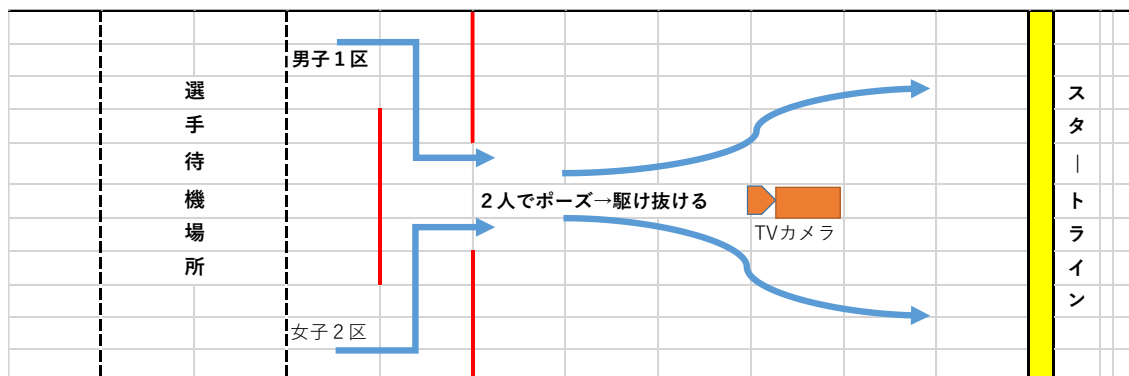 選手待機場所
男子１区
２人でポーズ→駆け抜ける
TVカメラ
女子２区
スタ｜トライン